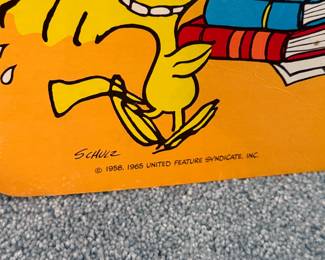 SCHULZ
© 1958, 1965 UNITED FEATURE SYNDICATE, INC.